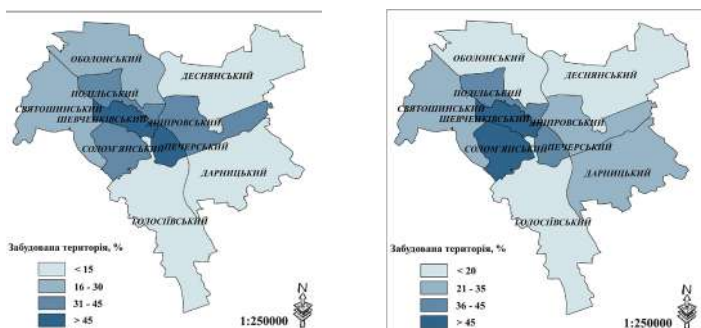 ОБОЛОНСЬКИЙ
ДЕСНЯНСЬКИЙ
ПОДІЛЬСЬКИЙ
СВЯТОШИНСЬКИЙ
ШЕВЧЕНКІВСЬКИЙ
ДНІПРОВСЬКИЙ
СОЛОМ'ЯНСЬКИЙ
ПЕЧЕРСЬКИЙ
ДАРНИЦЬКИЙ
ГОЛОСІЇВСЬКИЙ
Забудована територія, %
< 15
16 - 30
31 - 45
> 45
N
1:250000
ОБОЛОНСЬКИЙ
ДЕСНЯНСЬКИЙ
ПОДІЛЬСЬКИЙ
СВЯТОШИНСЬКИЙ
ШЕВЧЕНКІВСЬКИЙ
ДНІПРОВСЬКИЙ
СОЛОМ'ЯНСЬКИЙ
ПЕЧЕРСЬКИЙ
ДАРНИЦЬКИЙ
ГОЛОСІЇВСЬКИЙ
Забудована територія, %
< 20
21 - 35
36 - 45
> 45
N
1:250000